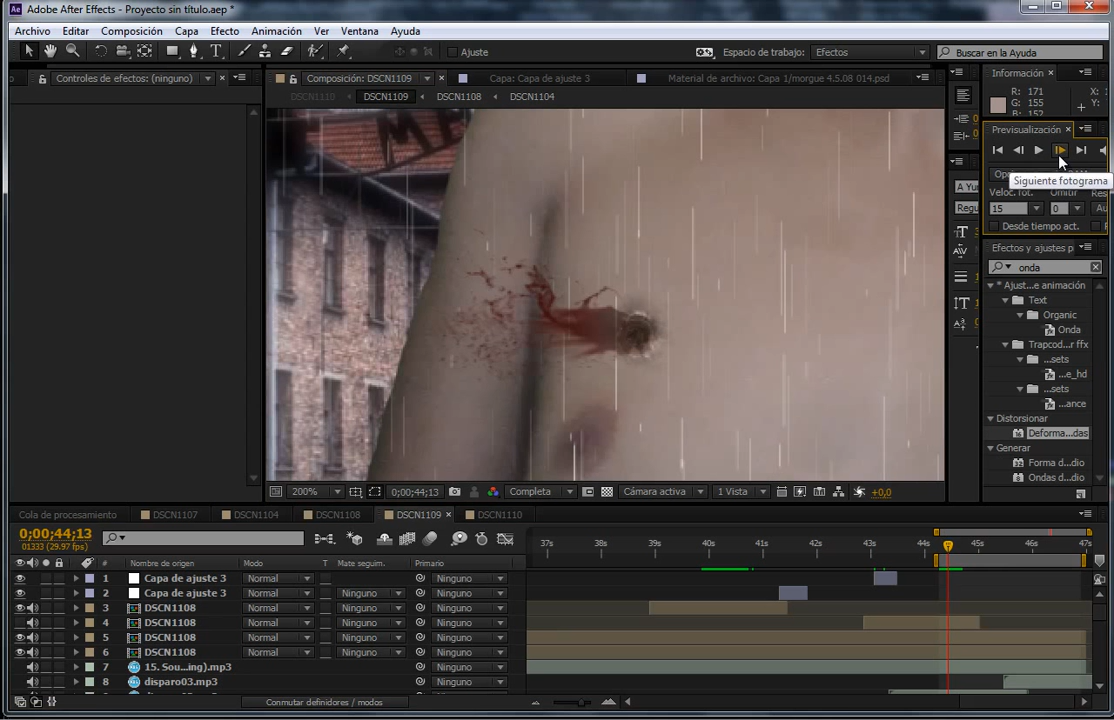 Adobe After Effects - Proyecto sin título.aep *
Archivo Editar Composición Capa Efecto Animación Ver Ventana Ayuda
Ajuste Espacio de trabajo: Efectos Buscar en la Ayuda
Controles de efectos: (ninguno) Composición: DSCN1109 Capa: Capa de ajuste 3 Material de archivo: Capa 1/morgue 4.5.08 014.psd Información
DSCN1110 DSCN1109 DSCN1108 DSCN1104
R: 171 X:
G: 155
B: 152
Previsualización
Siguiente fotograma
Veloc. fot. Omitir Res
15 0 Au
Desde tiempo act.
A Yu
Regu
Efectos y ajustes p
onda
* Ajust...e animación
Text
Organic
Onda
Trapcod...r ffx
...sets
...e_hd
...sets
...ance
Distorsionar
Deforma...das
Generar
Forma d...dio
Ondas d...dio
200% 0;00;44;13 Completa Cámara activa 1 Vista +0,0
Cola de procesamiento DSCN1107 DSCN1104 DSCN1108 DSCN1109 DSCN1110
0;00;44;13
01333 (29.97 fps)
37s 38s 39s 40s 41s 42s 43s 44s 45s 46s 47s
# Nombre de origen Modo T Mate seguim. Primario
1 Capa de ajuste 3 Normal Ninguno
2 Capa de ajuste 3 Normal Ninguno Ninguno
3 DSCN1108 Normal Ninguno Ninguno
4 DSCN1108 Normal Ninguno Ninguno
5 DSCN1108 Normal Ninguno Ninguno
6 DSCN1108 Normal Ninguno Ninguno
7 15. Sou...ing).mp3 Ninguno
8 disparo03.mp3 Ninguno
Conmutar definidores / modos